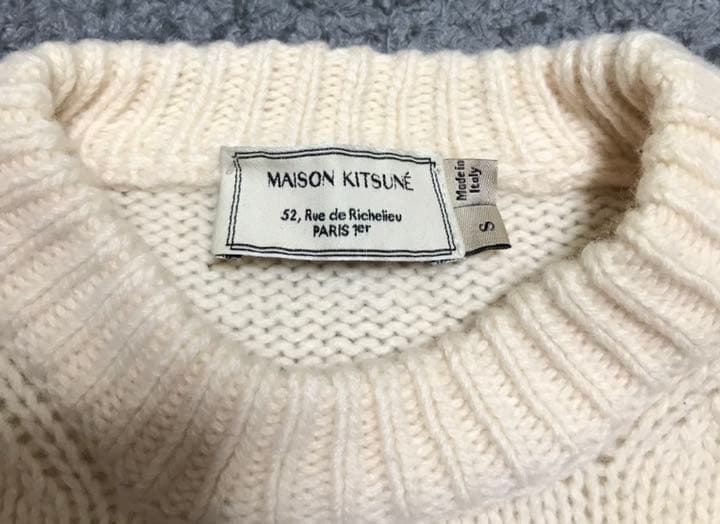 MAISON KITSUNÉ
52, Rue de Richelieu
PARIS 1er
Made in
Italy
S